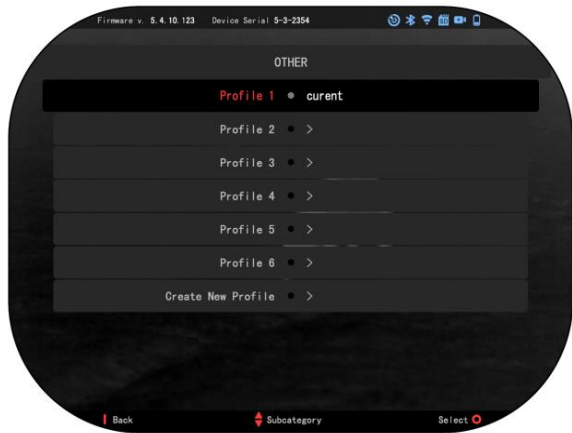 Firmware v. 5.4.10.123 Device Serial 5-3-2354
OTHER
Profile 1 curent
Profile 2 >
Profile 3 >
Profile 4 >
Profile 5 >
Profile 6 >
Create New Profile >
Back Subcategory Select